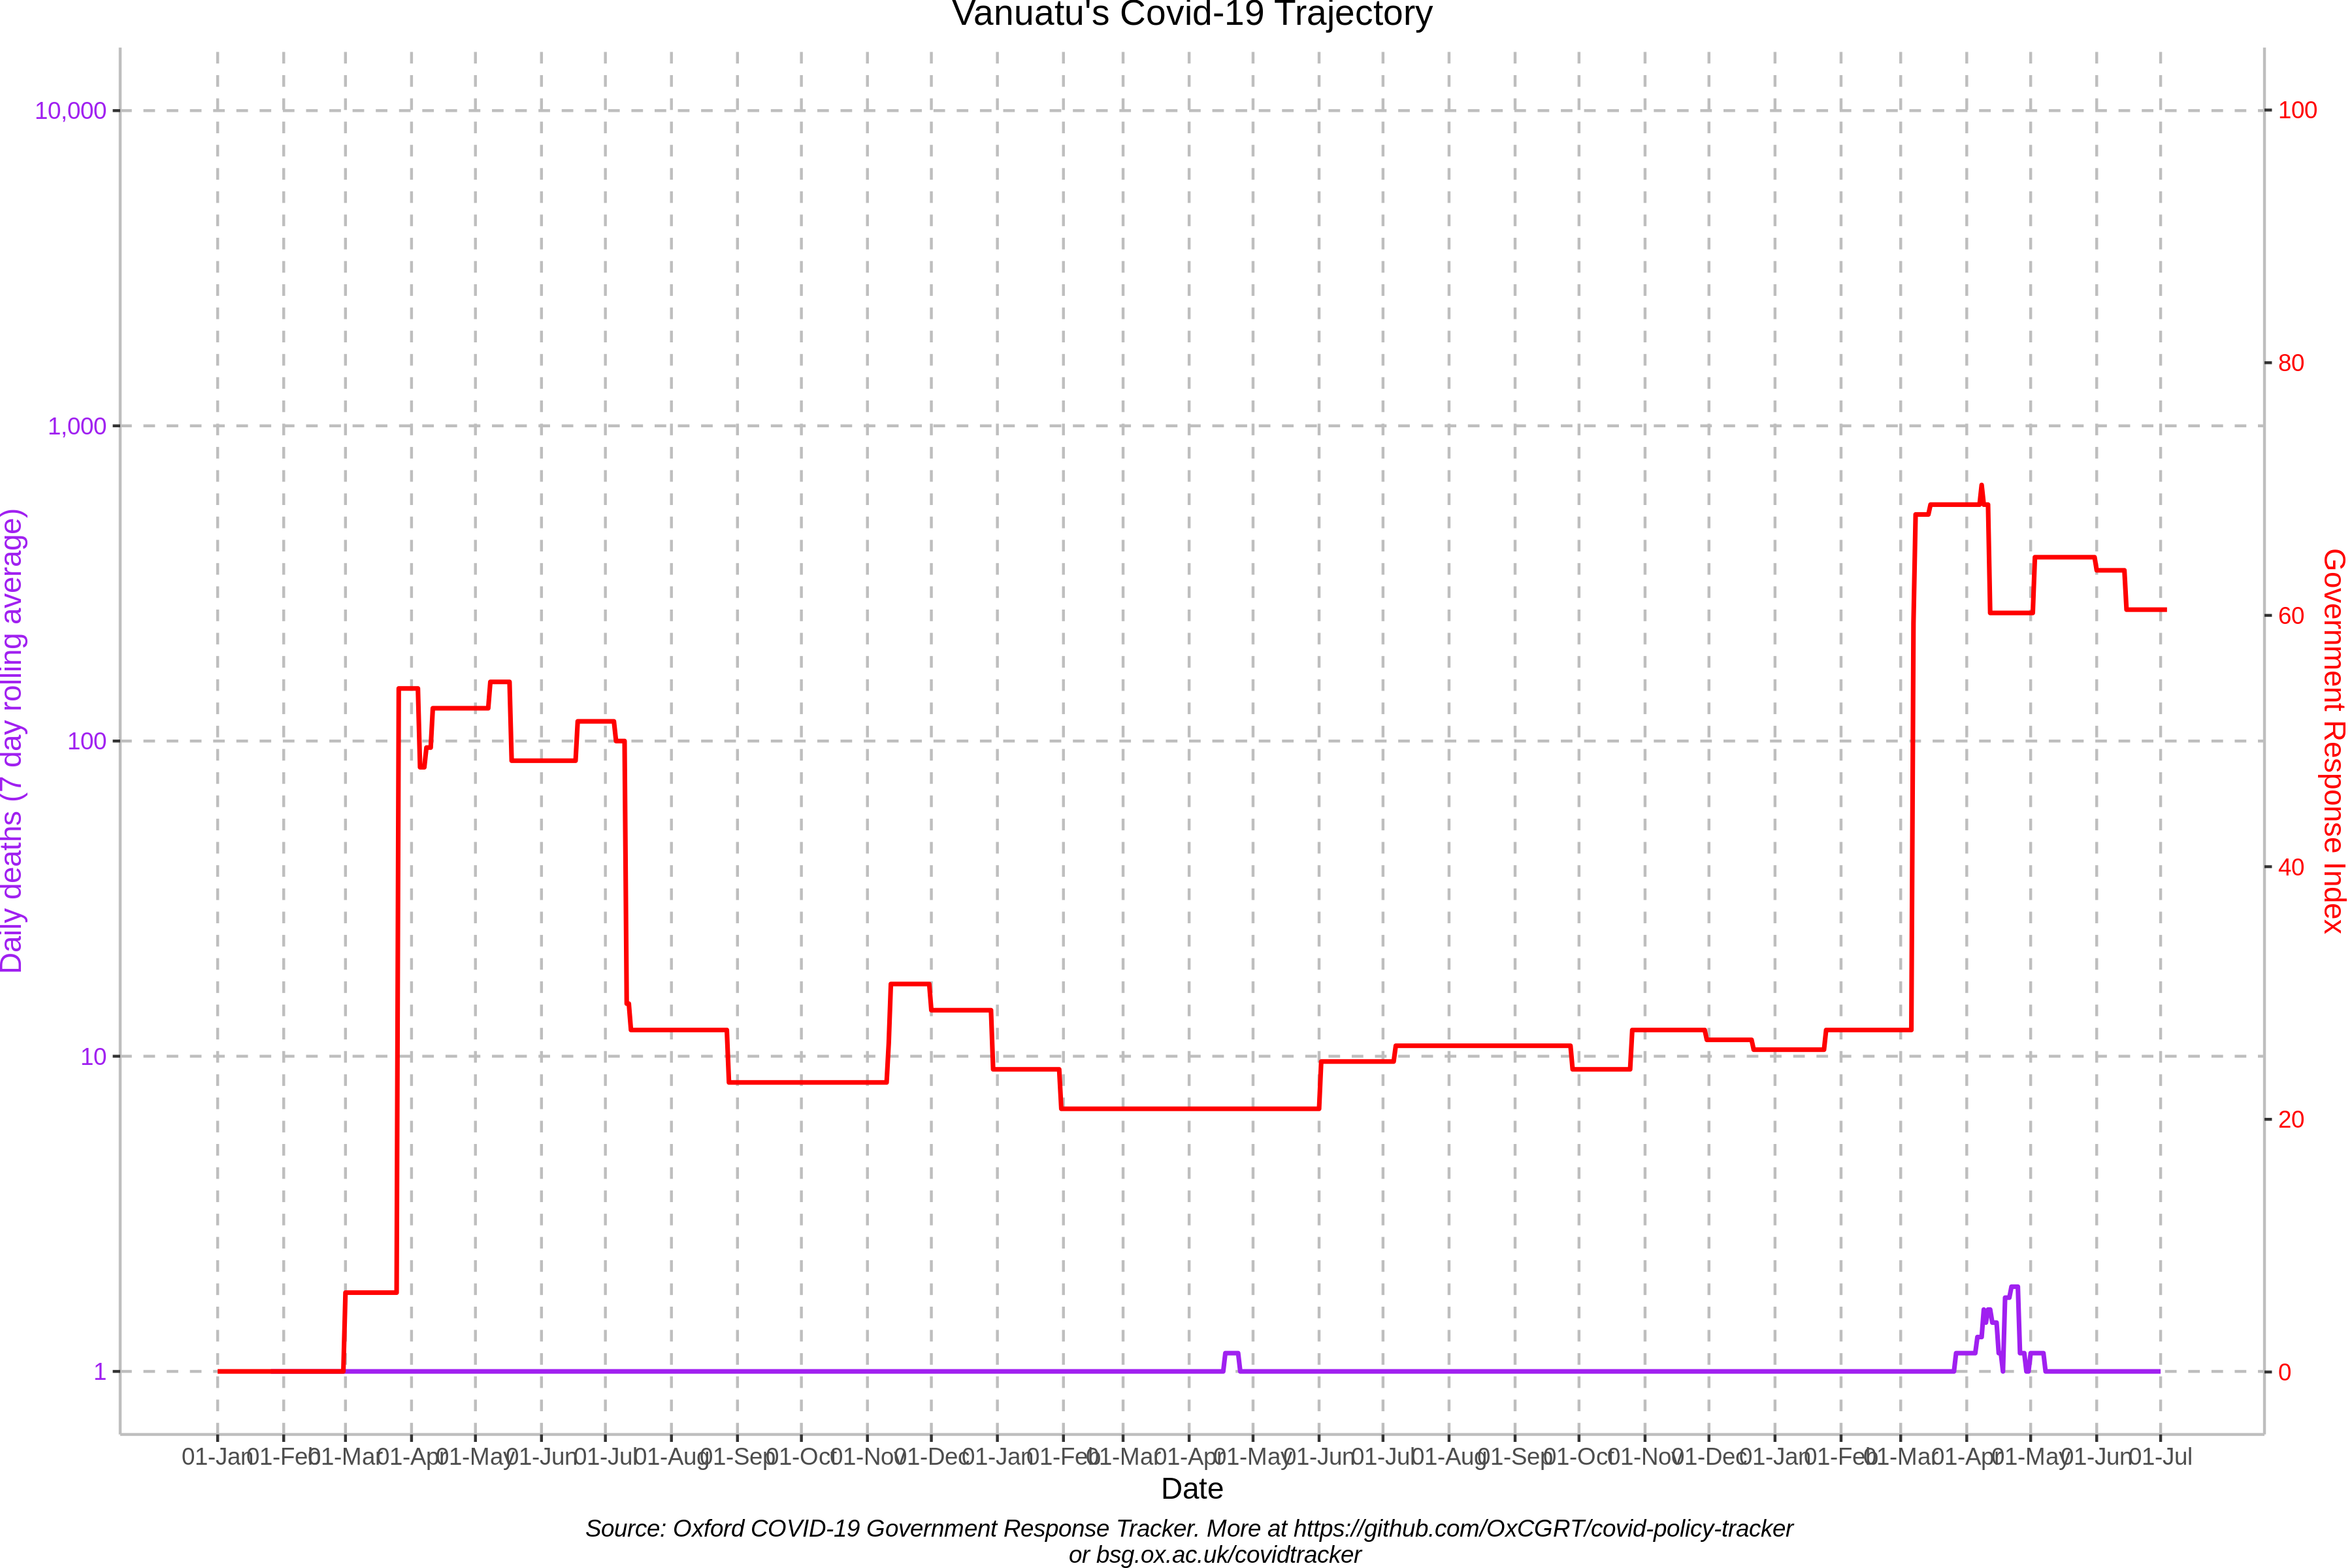 Vanuatu's Covid-19 Trajectory
10,000
1,000
100
10
1
Daily deaths (7 day rolling average)
100
80
60
40
20
0
Government Response Index
01-Jan 01-Feb 01-Mar 01-Apr 01-May 01-Jun 01-Jul 01-Aug 01-Sep 01-Oct 01-Nov 01-Dec 01-Jan 01-Feb 01-Mar 01-Apr 01-May 01-Jun 01-Jul 01-Aug 01-Sep 01-Oct 01-Nov 01-Dec 01-Jan 01-Feb 01-Mar 01-Apr 01-May 01-Jun 01-Jul
Date
Source: Oxford COVID-19 Government Response Tracker. More at https://github.com/OxCGRT/covid-policy-tracker
or bsg.ox.ac.uk/covidtracker